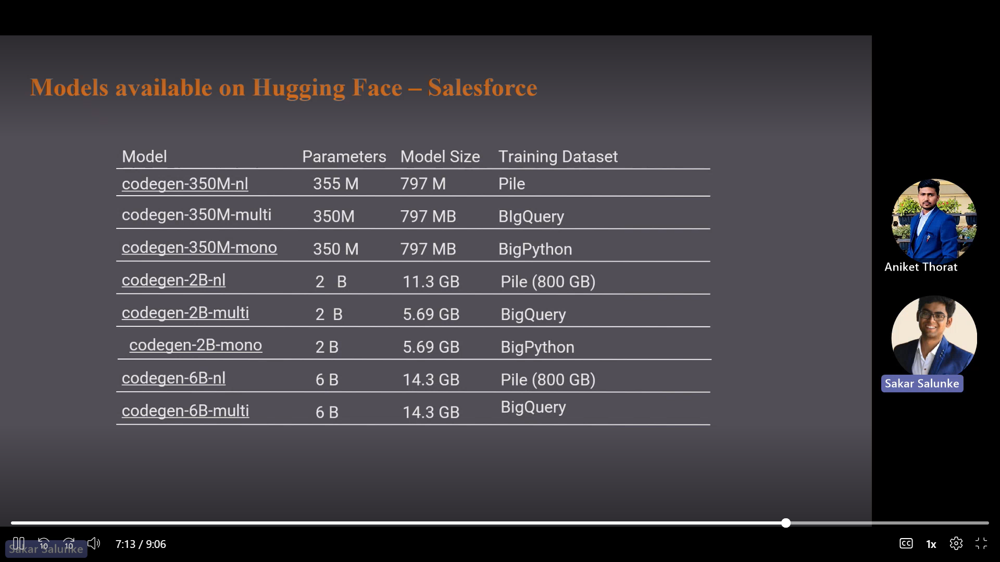 Models available on Hugging Face – Salesforce
Model Parameters Model Size Training Dataset
codegen-350M-nl 355 M 797 M Pile
codegen-350M-multi 350M 797 MB BIgQuery
codegen-350M-mono 350 M 797 MB BigPython
codegen-2B-nl 2 B 11.3 GB Pile (800 GB)
codegen-2B-multi 2 B 5.69 GB BigQuery
codegen-2B-mono 2 B 5.69 GB BigPython
codegen-6B-nl 6 B 14.3 GB Pile (800 GB)
codegen-6B-multi 6 B 14.3 GB BigQuery
Aniket Thorat
Sakar Salunke
Sakar Salunke
10 10 7:13 / 9:06 CC 1x